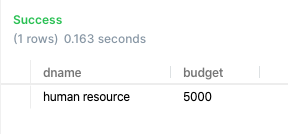 Success
(1 rows) 0.163 seconds
dname budget
human resource 5000